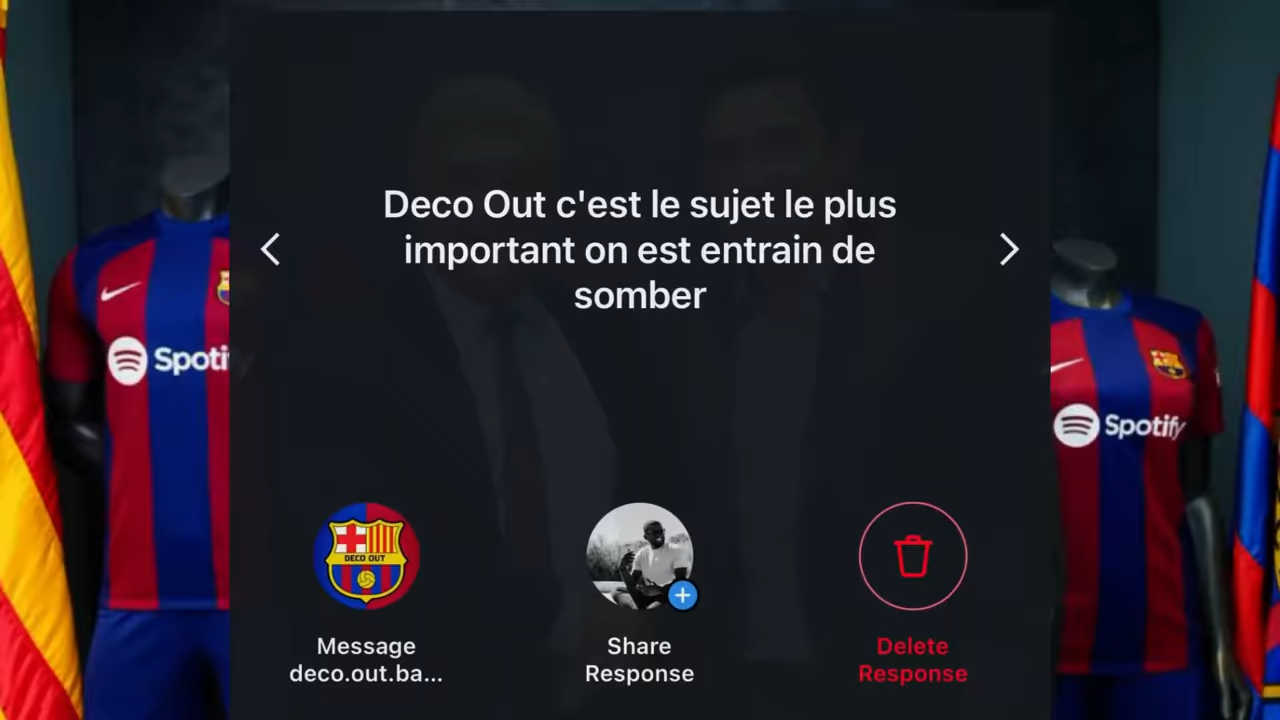 Deco Out c'est le sujet le plus
important on est entrain de
somber
Spoti
Spotify
DECO OUT
Message
deco.out.ba...
Share
Response
Delete
Response